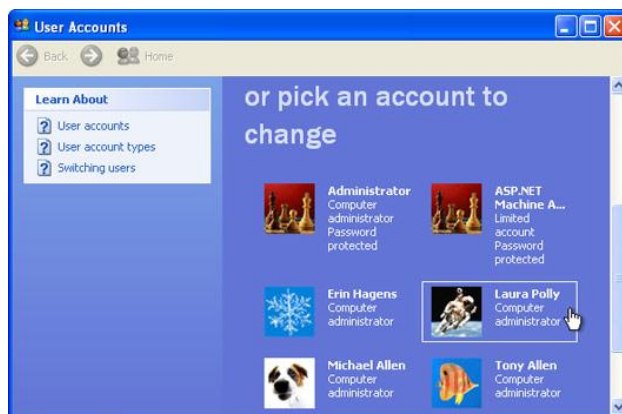 User Accounts
Back Home
Learn About
User accounts
User account types
Switching users
or pick an account to
change
Administrator
Computer
administrator
Password
protected
ASP.NET
Machine A...
Limited
account
Password
protected
Erin Hagens
Computer
administrator
Laura Polly
Computer
administrator
Michael Allen
Computer
administrator
Tony Allen
Computer
administrator